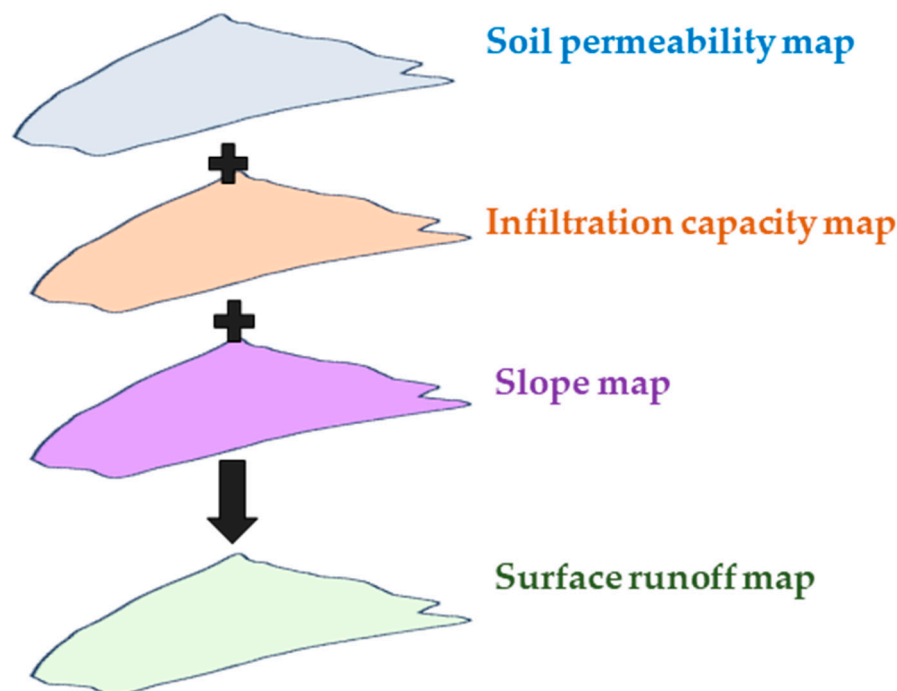 Soil permeability map
Infiltration capacity map
Slope map
Surface runoff map